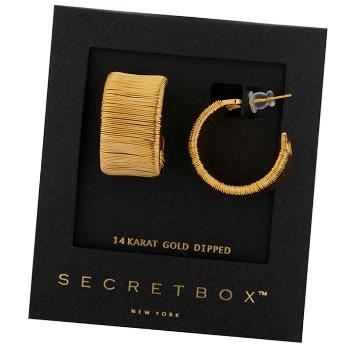 14 KARAT GOLD DIPPED
SECRETBOX™
NEW YORK